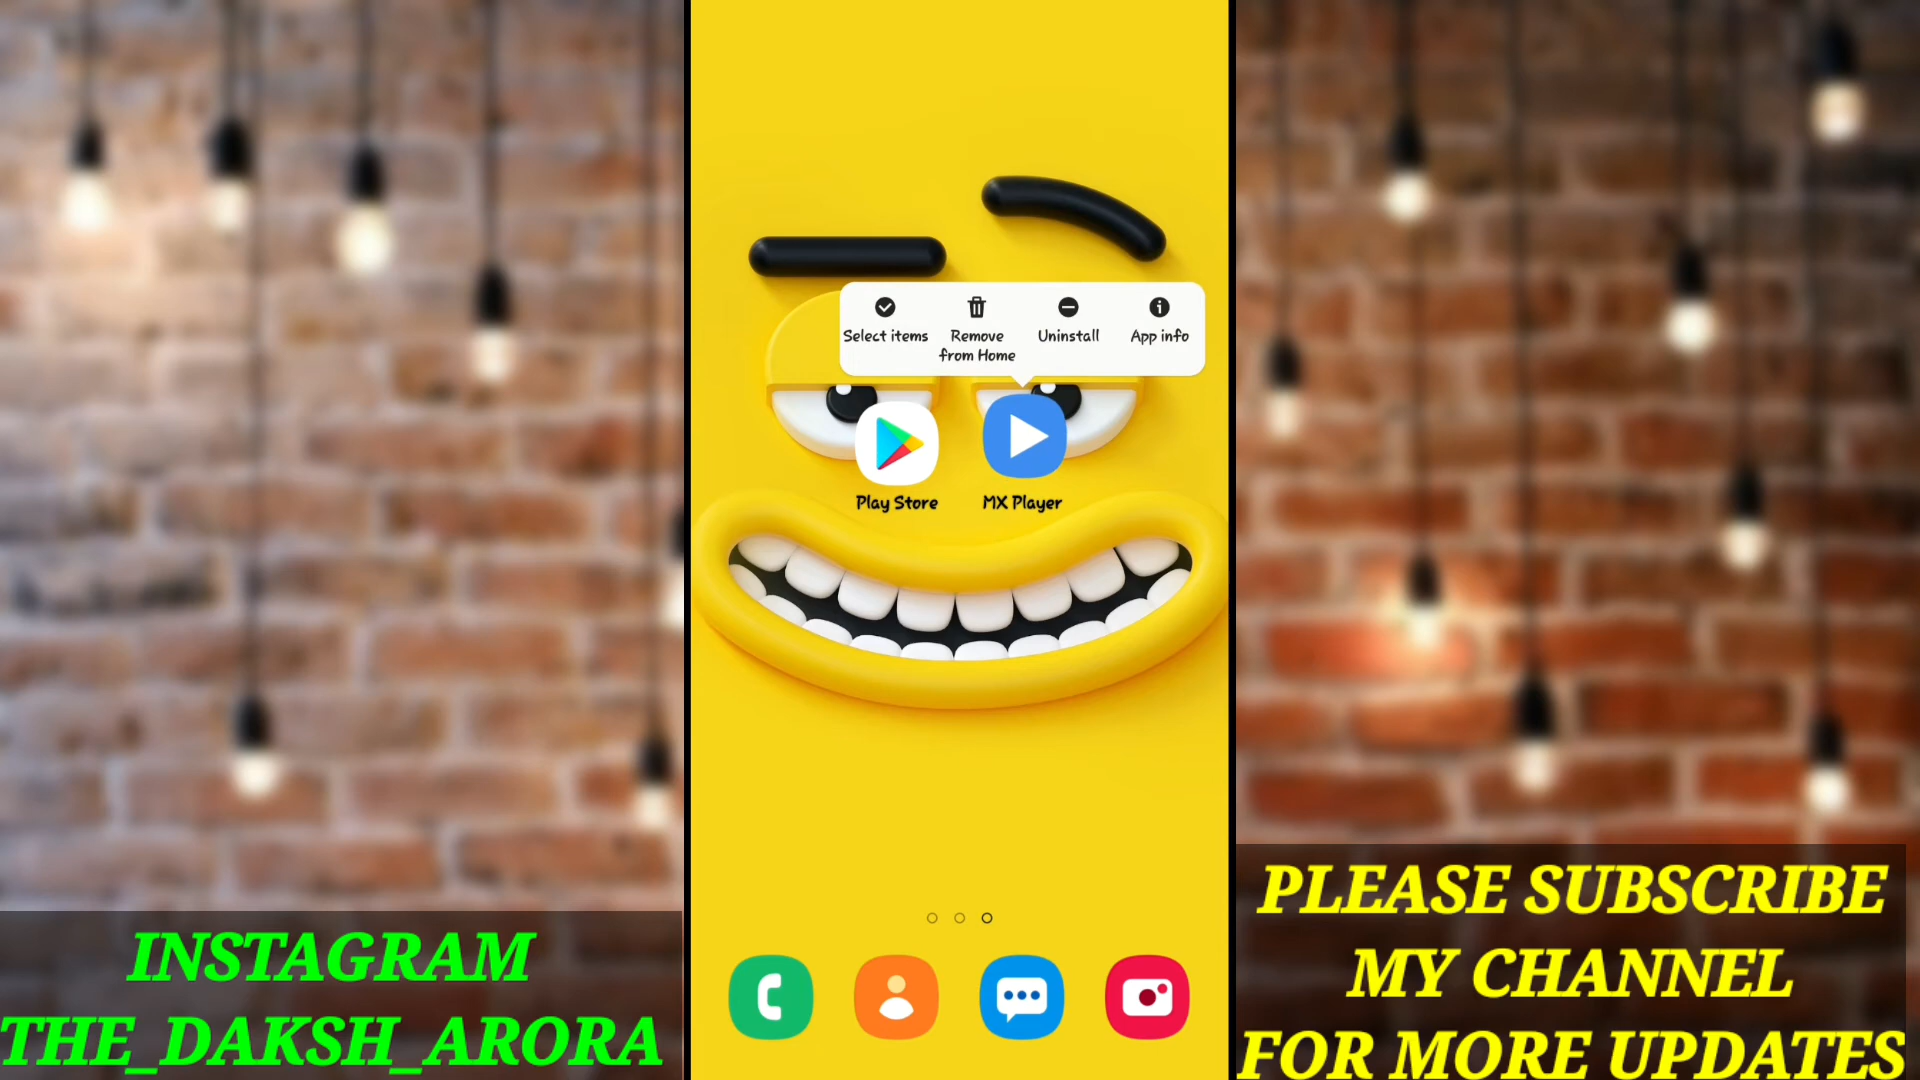 Select items
Remove
from Home
Uninstall
App info
Play Store
MX Player
INSTAGRAM
THE_DAKSH_ARORA
PLEASE SUBSCRIBE
MY CHANNEL
FOR MORE UPDATES